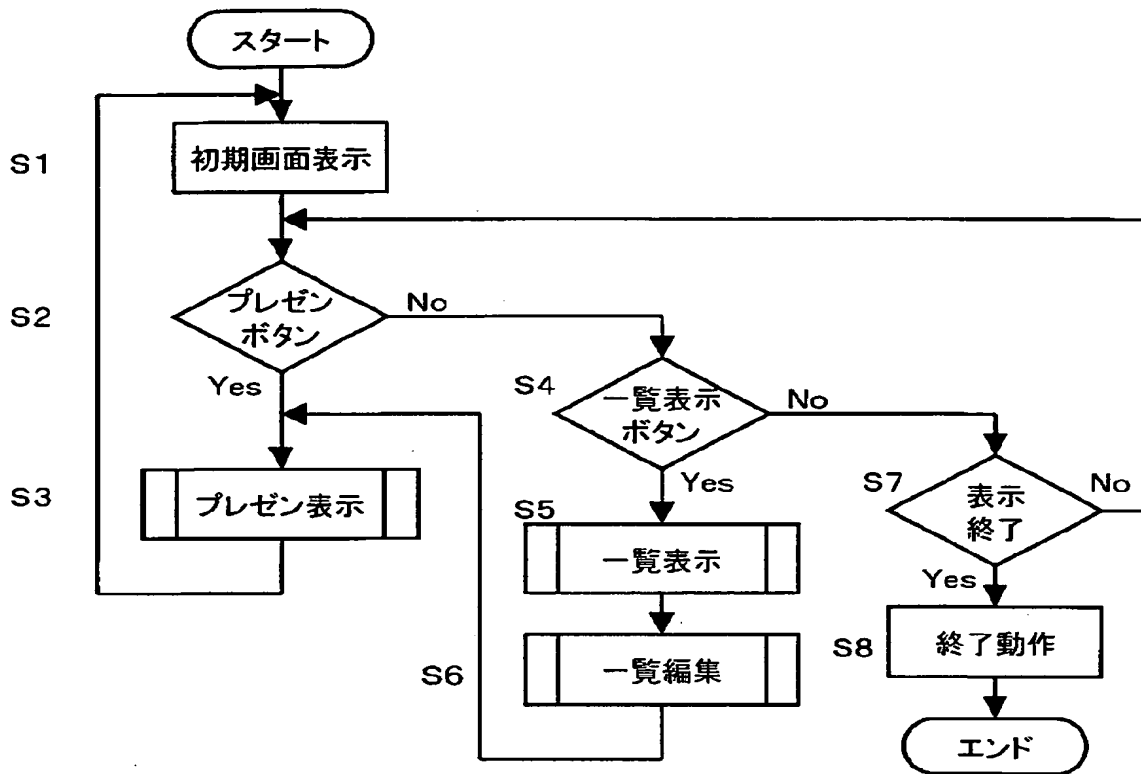 スタート
S1
初期画面表示
S2
プレゼン
ボタン
No
Yes
S3
プレゼン表示
S4
一覧表示
ボタン
No
Yes
S5
一覧表示
S6
一覧編集
S7
表示
終了
No
Yes
S8
終了動作
エンド